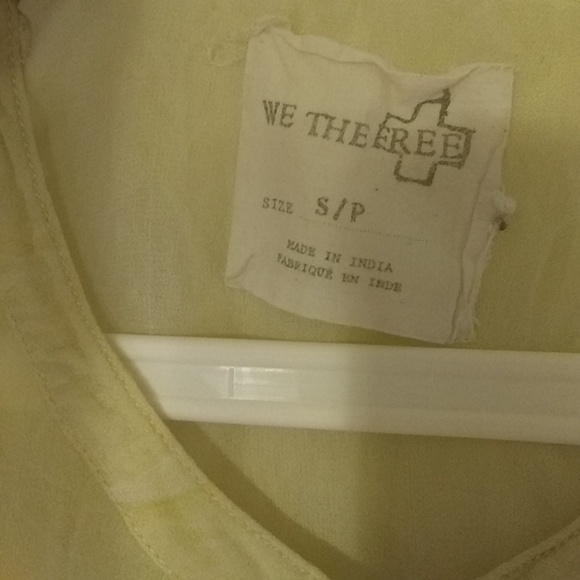 WE THE FREE
SIZE S/P
MADE IN INDIA
FABRIQUÉ EN INDE